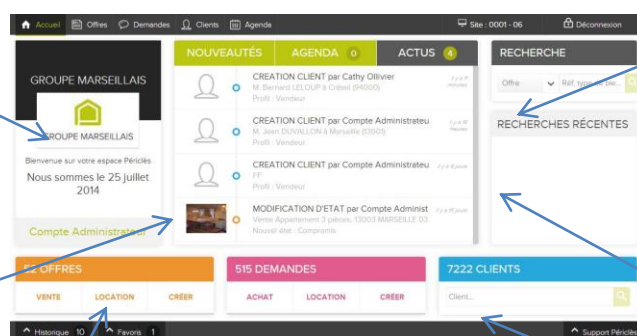 Accueil Offres Demandes Clients Agenda Site : 0001 - 06 Déconnexion
GROUPE MARSEILLAIS
GROUPE MARSEILLAIS
Bienvenue sur votre espace Périclès
Nous sommes le 25 juillet
2014
Compte Administrateur
NOUVEAUTÉS AGENDA 0 ACTUS 4
CREATION CLIENT par Cathy Ollivier
M. Bernard LELOUP à Créteil (94000)
Profil : Vendeur
CREATION CLIENT par Compte Administrateu
M. Jean DUVALLON à Marseille (13001)
Profil : Vendeur
CREATION CLIENT par Compte Administrateu
FF
Profil : Vendeur
MODIFICATION D'ETAT par Compte Administ
Vente Appartement 3 pièces, 13003 MARSEILLE 03
Nouvel état : Compromis
RECHERCHE
Offre Réf, type de
RECHERCHES RÉCENTES
52 OFFRES
VENTE LOCATION CRÉER
515 DEMANDES
ACHAT LOCATION CRÉER
7222 CLIENTS
Client...
Historique 10 Favoris 1 Support Périclès